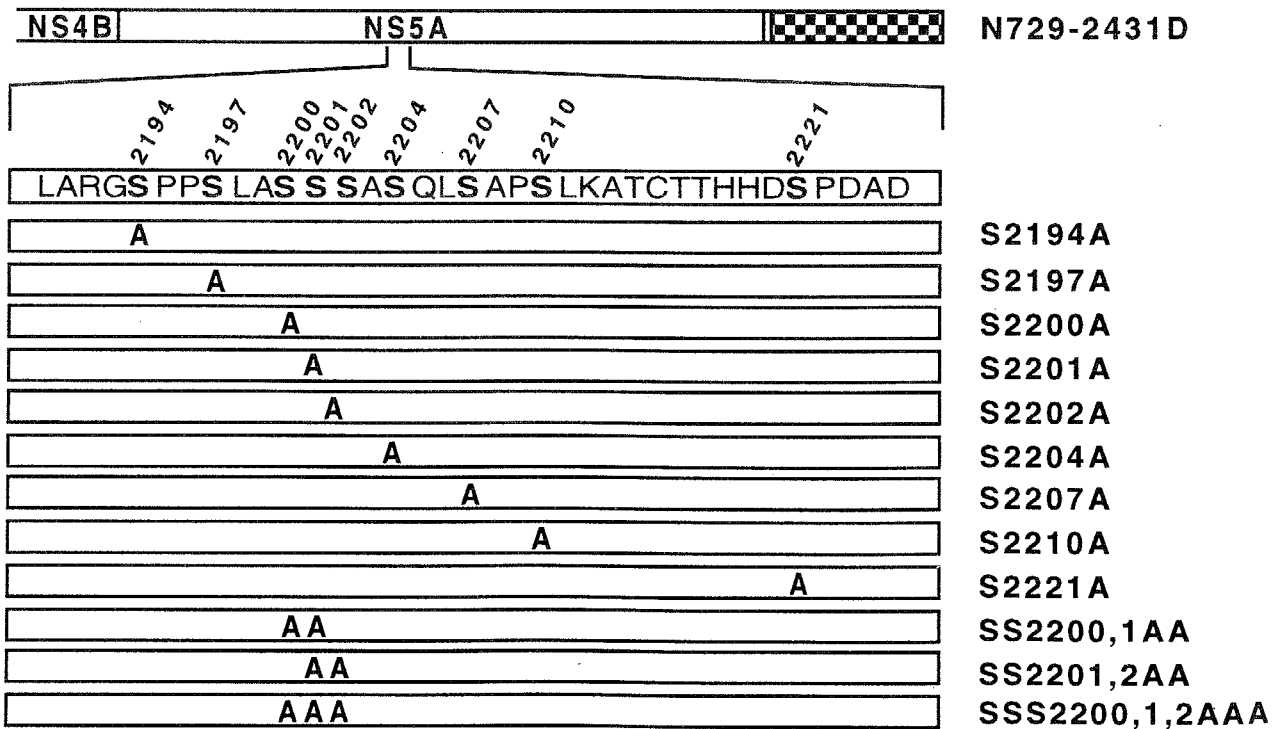 NS4B NS5A N729-2431D
2194 2197 2200 2201 2202 2204 2207 2210 2221
LARGSPPSLASSSASQLSAPSLKATCTTHHDSPDAD
A S2194A
A S2197A
A S2200A
A S2201A
A S2202A
A S2204A
A S2207A
A S2210A
A S2221A
AA SS2200,1AA
AA SS2201,2AA
AAA SSS2200,1,2AAA